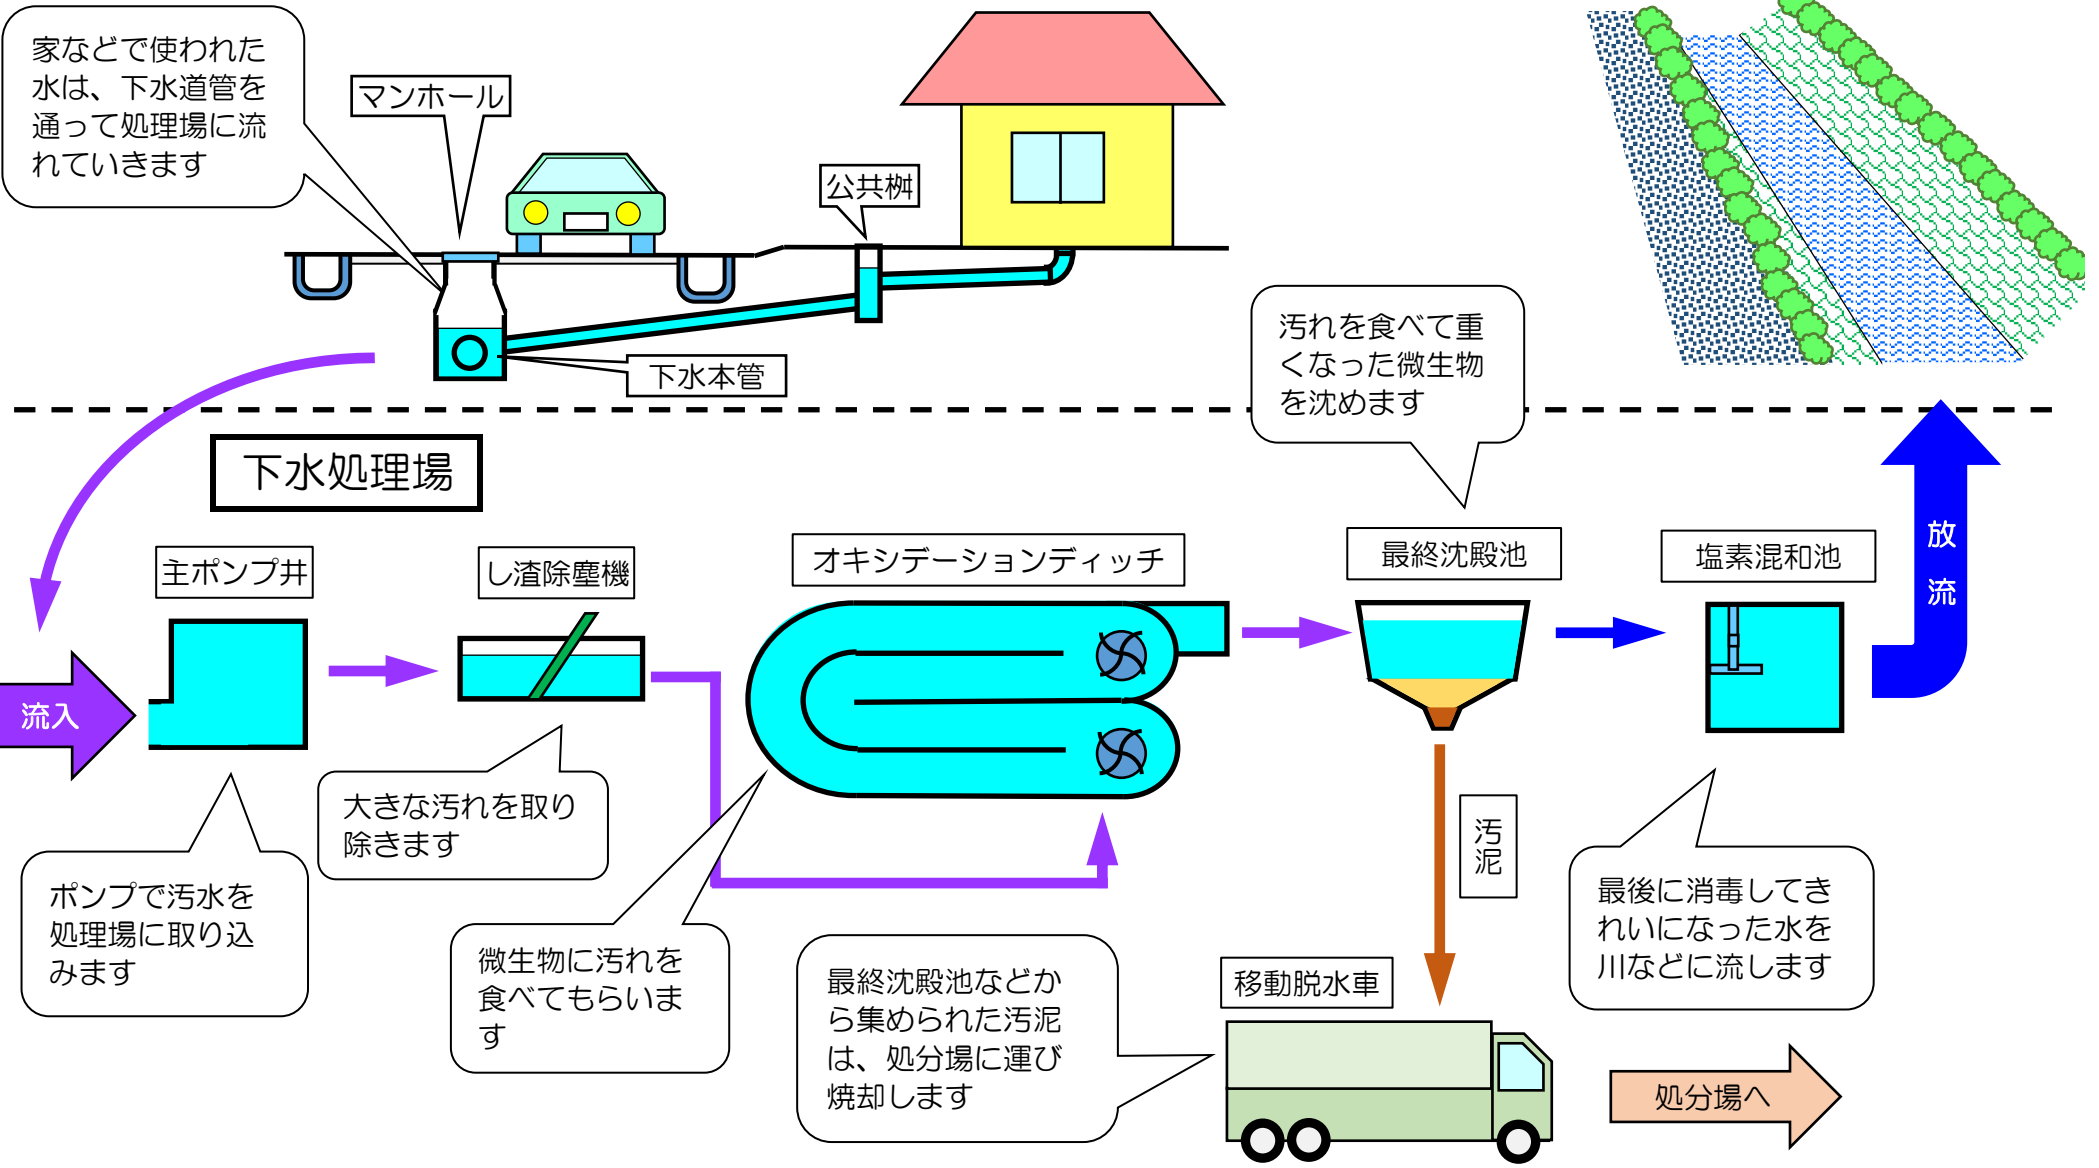 家などで使われた
水は、下水道管を
通って処理場に流
れていきます
マンホール
公共桝
下水本管
汚れを食べて重
くなった微生物
を沈めます
下水処理場
流入
主ポンプ井
し渣除塵機
オキシデーションディッチ
最終沈殿池
塩素混和池
放
流
ポンプで汚水を
処理場に取り込
みます
大きな汚れを取り
除きます
微生物に汚れを
食べてもらいま
す
汚
泥
最終沈殿池などか
ら集められた汚泥
は、処分場に運び
焼却します
移動脱水車
最後に消毒してき
れいになった水を
川などに流します
処分場へ